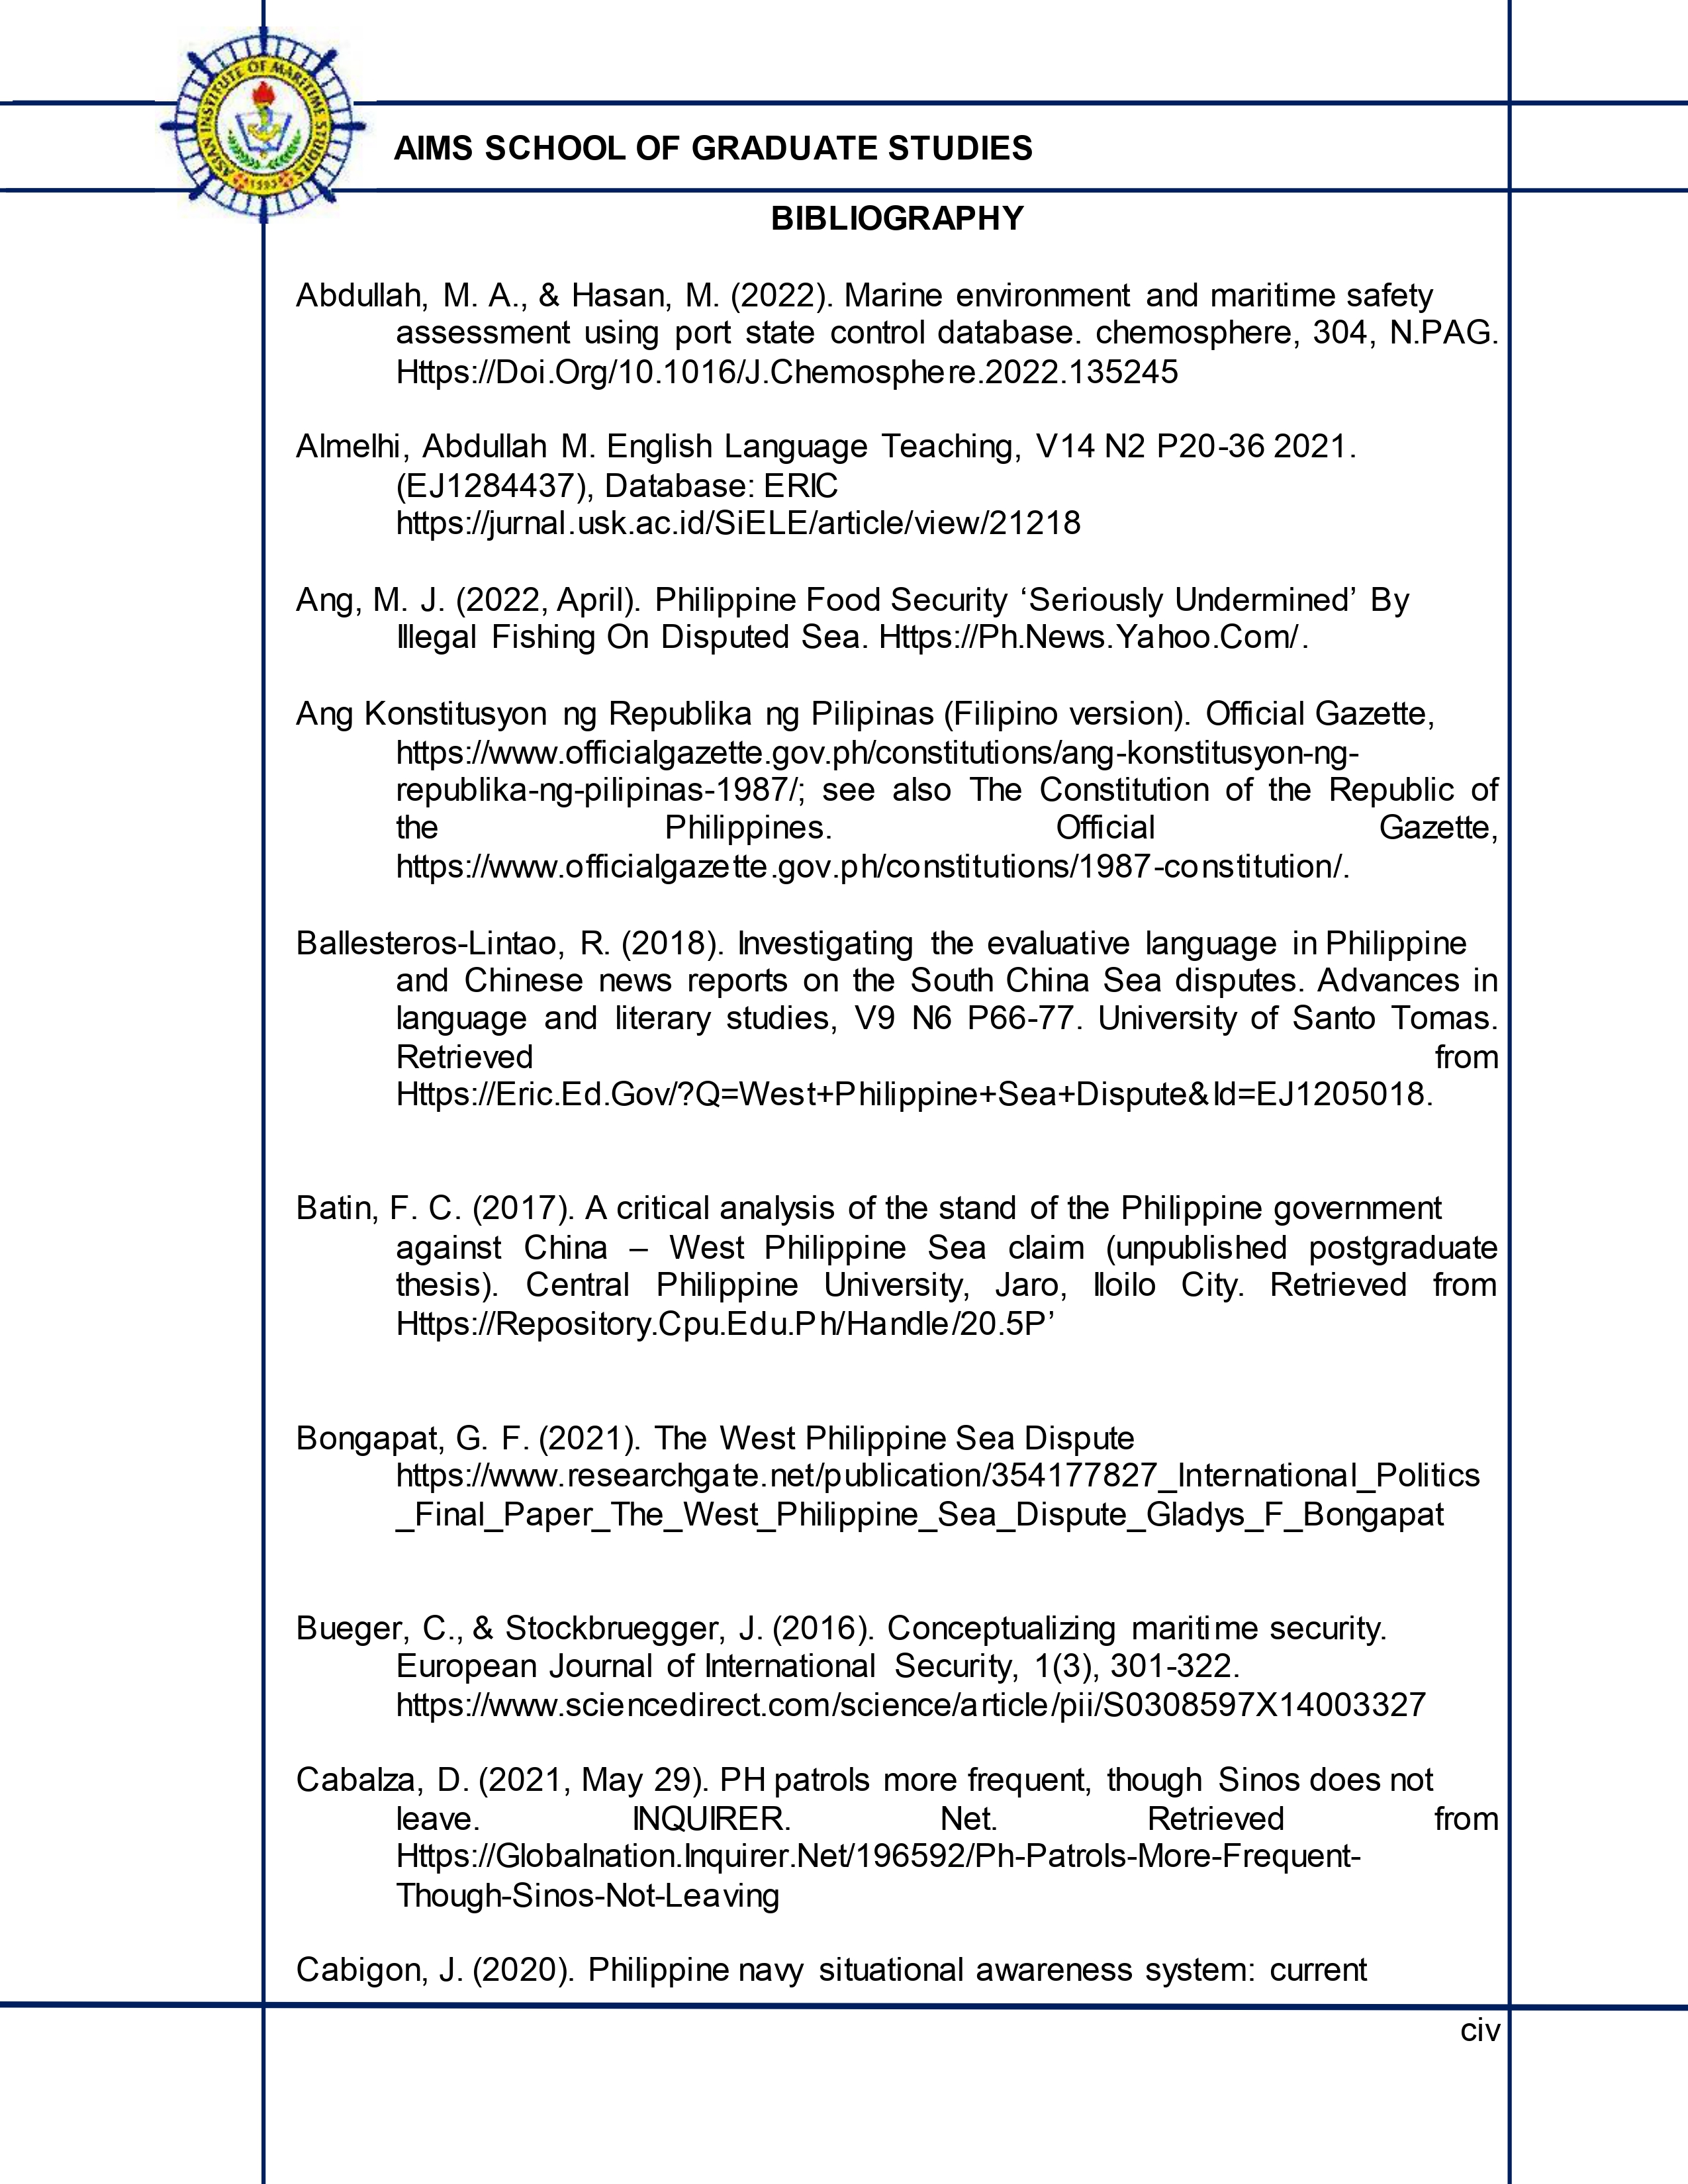 ASIAN INSTITUTE OF MARITIME STUDIES
1993
AIMS SCHOOL OF GRADUATE STUDIES
BIBLIOGRAPHY
Abdullah, M. A., & Hasan, M. (2022). Marine environment and maritime safety
assessment using port state control database. chemosphere, 304, N.PAG.
Https://Doi.Org/10.1016/J.Chemosphere.2022.135245
Almelhi, Abdullah M. English Language Teaching, V14 N2 P20-36 2021.
(EJ1284437), Database: ERIC
https://jurnal.usk.ac.id/SiELE/article/view/21218
Ang, M. J. (2022, April). Philippine Food Security ‘Seriously Undermined’ By
Illegal Fishing On Disputed Sea. Https://Ph.News.Yahoo.Com/.
Ang Konstitusyon ng Republika ng Pilipinas (Filipino version). Official Gazette,
https://www.officialgazette.gov.ph/constitutions/ang-konstitusyon-ng-
republika-ng-pilipinas-1987/; see also The Constitution of the Republic of
the Philippines. Official Gazette,
https://www.officialgazette.gov.ph/constitutions/1987-constitution/.
Ballesteros-Lintao, R. (2018). Investigating the evaluative language in Philippine
and Chinese news reports on the South China Sea disputes. Advances in
language and literary studies, V9 N6 P66-77. University of Santo Tomas.
Retrieved from
Https://Eric.Ed.Gov/?Q=West+Philippine+Sea+Dispute&Id=EJ1205018.
Batin, F. C. (2017). A critical analysis of the stand of the Philippine government
against China – West Philippine Sea claim (unpublished postgraduate
thesis). Central Philippine University, Jaro, Iloilo City. Retrieved from
Https://Repository.Cpu.Edu.Ph/Handle/20.5P’
Bongapat, G. F. (2021). The West Philippine Sea Dispute
https://www.researchgate.net/publication/354177827_International_Politics
_Final_Paper_The_West_Philippine_Sea_Dispute_Gladys_F_Bongapat
Bueger, C., & Stockbruegger, J. (2016). Conceptualizing maritime security.
European Journal of International Security, 1(3), 301-322.
https://www.sciencedirect.com/science/article/pii/S0308597X14003327
Cabalza, D. (2021, May 29). PH patrols more frequent, though Sinos does not
leave. INQUIRER. Net. Retrieved from
Https://Globalnation.Inquirer.Net/196592/Ph-Patrols-More-Frequent-
Though-Sinos-Not-Leaving
Cabigon, J. (2020). Philippine navy situational awareness system: current
civ